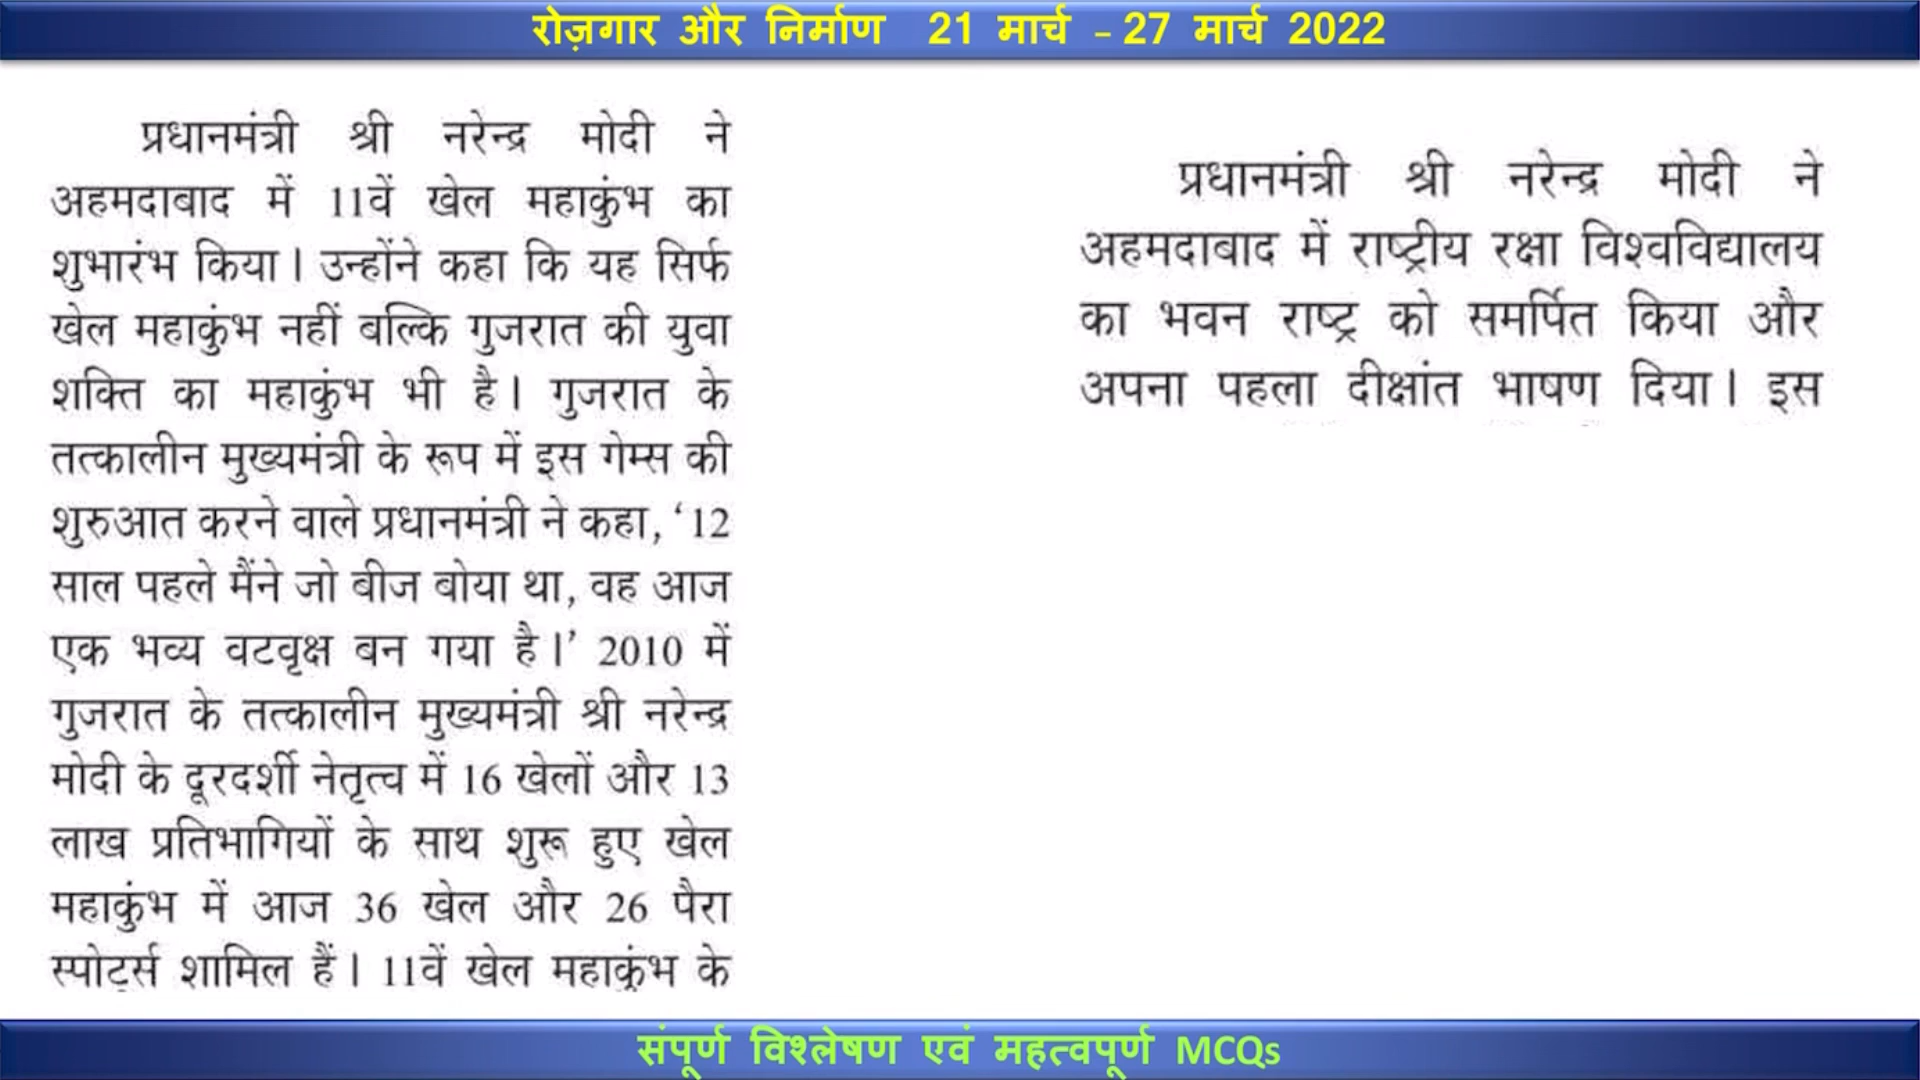 रोज़गार और निर्माण 21 मार्च – 27 मार्च 2022
प्रधानमंत्री श्री नरेन्द्र मोदी ने
अहमदाबाद में 11वें खेल महाकुंभ का
शुभारंभ किया। उन्होंने कहा कि यह सिर्फ
खेल महाकुंभ नहीं बल्कि गुजरात की युवा
शक्ति का महाकुंभ भी है। गुजरात के
तत्कालीन मुख्यमंत्री के रूप में इस गेम्स की
शुरुआत करने वाले प्रधानमंत्री ने कहा, ‘12
साल पहले मैंने जो बीज बोया था, वह आज
एक भव्य वटवृक्ष बन गया है।’ 2010 में
गुजरात के तत्कालीन मुख्यमंत्री श्री नरेन्द्र
मोदी के दूरदर्शी नेतृत्व में 16 खेलों और 13
लाख प्रतिभागियों के साथ शुरू हुए खेल
महाकुंभ में आज 36 खेल और 26 पैरा
स्पोर्ट्स शामिल हैं। 11वें खेल महाकुंभ के
प्रधानमंत्री श्री नरेन्द्र मोदी ने
अहमदाबाद में राष्ट्रीय रक्षा विश्वविद्यालय
का भवन राष्ट्र को समर्पित किया और
अपना पहला दीक्षांत भाषण दिया। इस
संपूर्ण विश्लेषण एवं महत्वपूर्ण MCQs